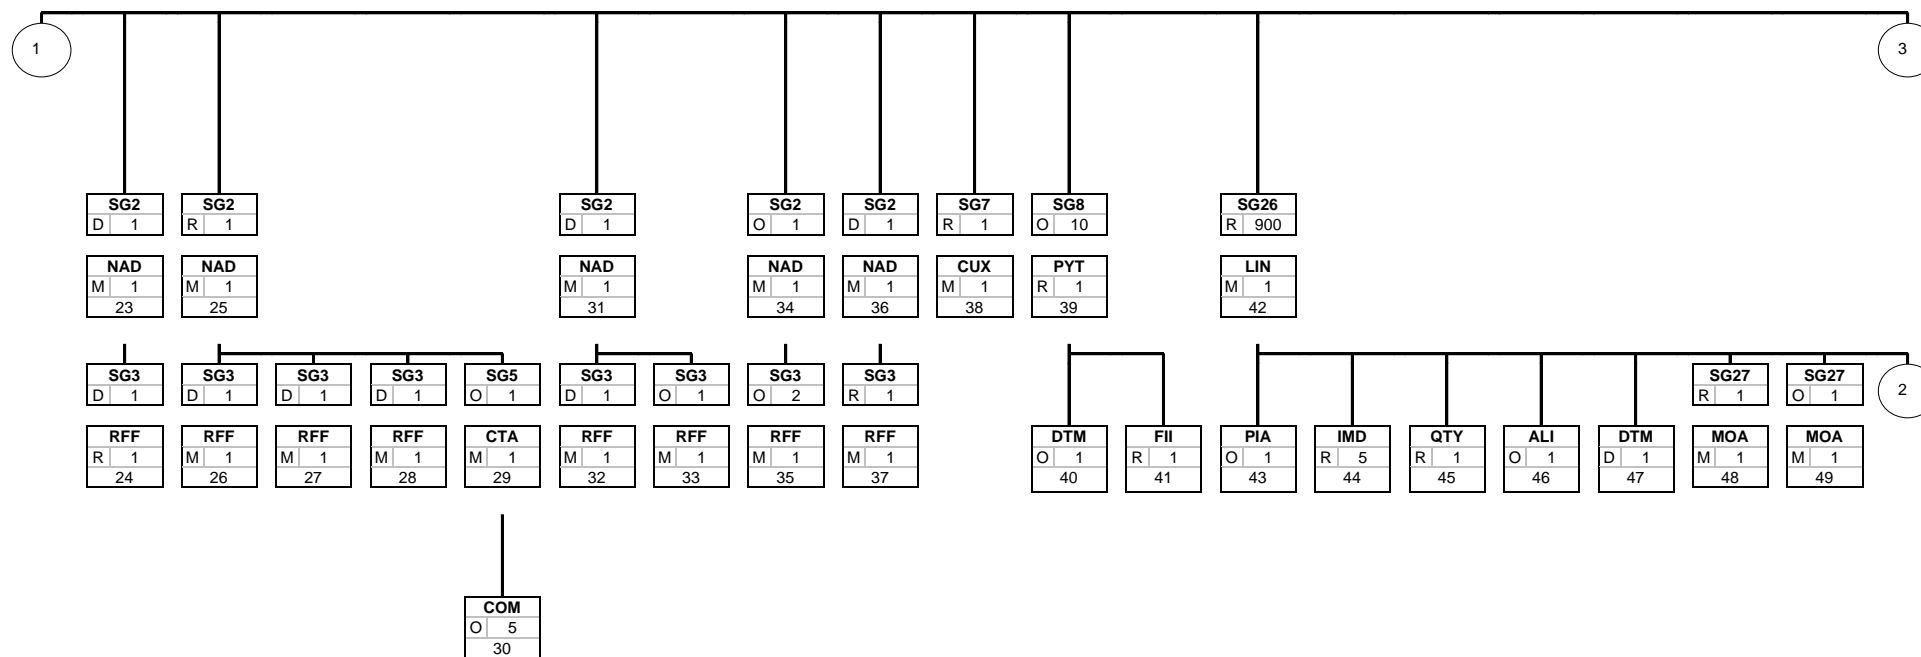 1
3
SG2 SG2 SG2 SG2 SG2 SG7 SG8 SG26
D 1 R 1 D 1 O 1 D 1 R 1 O 10 R 900
NAD NAD NAD NAD NAD CUX PYT LIN
M 1 M 1 M 1 M 1 M 1 M 1 R 1 M 1
23 25 31 34 36 38 39 42
SG3 SG3 SG3 SG3 SG5 SG3 SG3 SG3 SG3 SG27 SG27
D 1 D 1 D 1 D 1 O 1 D 1 O 1 O 2 R 1 R 1 O 1
2
RFF RFF RFF RFF CTA RFF RFF RFF RFF DTM FII PIA IMD QTY ALI DTM MOA MOA
R 1 M 1 M 1 M 1 M 1 M 1 M 1 M 1 M 1 O 1 R 1 O 1 R 5 R 1 O 1 D 1 M 1 M 1
24 26 27 28 29 32 33 35 37 40 41 43 44 45 46 47 48 49
COM
O 5
30